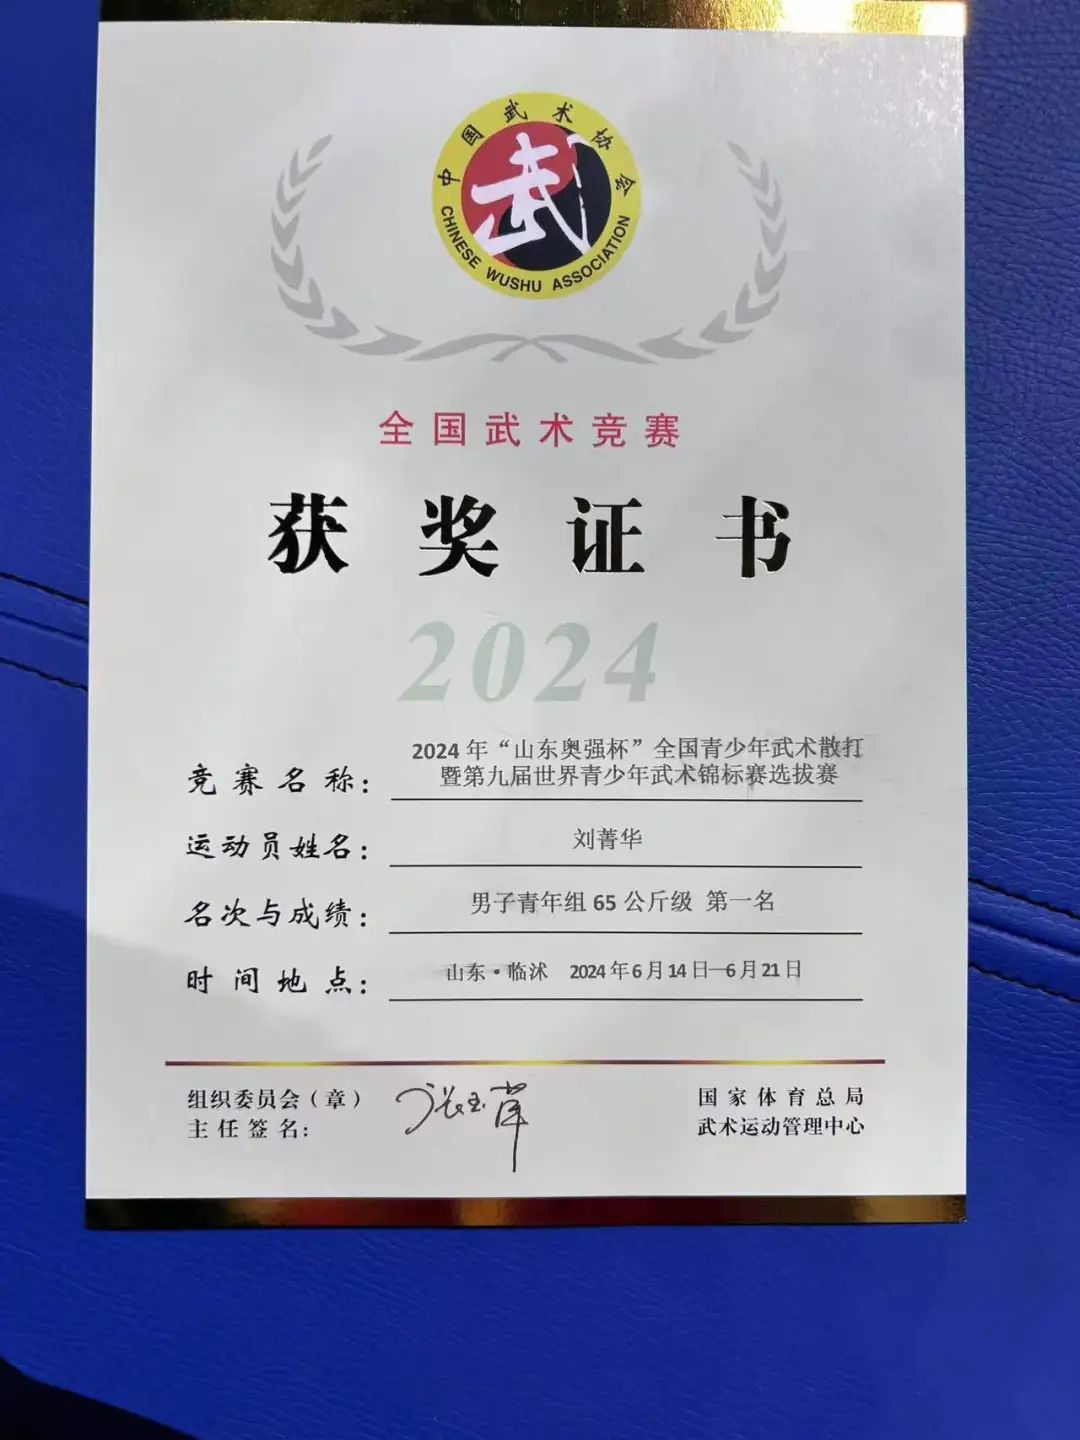 中国武术协会
武
CHINESE WUSHU ASSOCIATION
全国武术竞赛
获奖证书
2024
竞赛名称：2024年“山东奥强杯”全国青少年武术散打
暨第九届世界青少年武术锦标赛选拔赛
运动员姓名：刘菁华
名次与成绩：男子青年组 65 公斤级 第一名
时间地点：山东·临沭 2024年6月14日—6月21日
组织委员会（章）
主任签名：
国家体育总局
武术运动管理中心